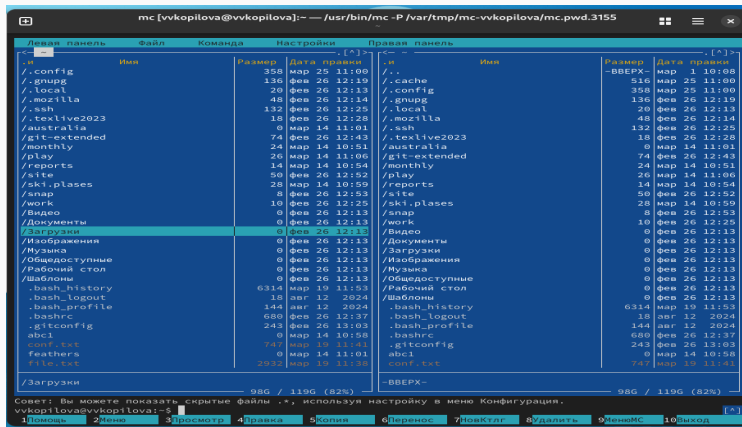 mc [vvkopilova@vvkopilova]:~ — /usr/bin/mc -P /var/tmp/mc-vvkopilova/mc.pwd.3155
Левая панель Файл Команда Настройки Правая панель
<— ~ .[^]> <— ~ .[^]>
.и Имя Размер Дата правки .и Имя Размер Дата правки
/.config 358 мар 25 11:00 /.. -ВВЕРХ- мар 1 10:08
/.gnupg 136 фев 26 12:19 /.cache 516 мар 25 11:00
/.local 20 фев 26 12:13 /.config 358 мар 25 11:00
/.mozilla 48 фев 26 12:14 /.gnupg 136 фев 26 12:19
/.ssh 132 фев 26 12:25 /.local 20 фев 26 12:13
/.texlive2023 18 фев 26 12:28 /.mozilla 48 фев 26 12:14
/australia 0 мар 14 11:01 /.ssh 132 фев 26 12:25
/git-extended 74 фев 26 12:43 /.texlive2023 18 фев 26 12:28
/monthly 24 мар 14 10:51 /australia 0 мар 14 11:01
/play 26 мар 14 11:06 /git-extended 74 фев 26 12:43
/reports 14 мар 14 10:54 /monthly 24 мар 14 10:51
/site 50 фев 26 12:52 /play 26 мар 14 11:06
/ski.plases 28 мар 14 10:59 /reports 14 мар 14 10:54
/snap 8 фев 26 12:53 /site 50 фев 26 12:52
/work 10 фев 26 12:25 /ski.plases 28 мар 14 10:59
/Видео 0 фев 26 12:13 /snap 8 фев 26 12:53
/Документы 0 фев 26 12:13 /work 10 фев 26 12:25
/Загрузки 0 фев 26 12:13 /Видео 0 фев 26 12:13
/Изображения 0 фев 26 12:13 /Документы 0 фев 26 12:13
/Музыка 0 фев 26 12:13 /Загрузки 0 фев 26 12:13
/Общедоступные 0 фев 26 12:13 /Изображения 0 фев 26 12:13
/Рабочий стол 0 фев 26 12:13 /Музыка 0 фев 26 12:13
/Шаблоны 0 фев 26 12:13 /Общедоступные 0 фев 26 12:13
.bash_history 6314 мар 19 11:53 /Рабочий стол 0 фев 26 12:13
.bash_logout 18 авг 12 2024 /Шаблоны 0 фев 26 12:13
.bash_profile 144 авг 12 2024 .bash_history 6314 мар 19 11:53
.bashrc 680 фев 26 12:37 .bash_logout 18 авг 12 2024
.gitconfig 243 фев 26 13:03 .bash_profile 144 авг 12 2024
abc1 0 мар 14 10:58 .bashrc 680 фев 26 12:37
conf.txt 747 мар 19 11:41 .gitconfig 243 фев 26 13:03
feathers 0 мар 14 11:01 abc1 0 мар 14 10:58
file.txt 2932 мар 19 11:38 conf.txt 747 мар 19 11:41
/Загрузки -ВВЕРХ-
98G / 119G (82%) 98G / 119G (82%)
Совет: Вы можете показать скрытые файлы .*, используя настройку в меню Конфигурация.
vvkopilova@vvkopilova:~$ [^]
1Помощь 2Меню 3Просмотр 4Правка 5Копия 6Перенос 7НовКтлг 8Удалить 9МенюМС 10Выход